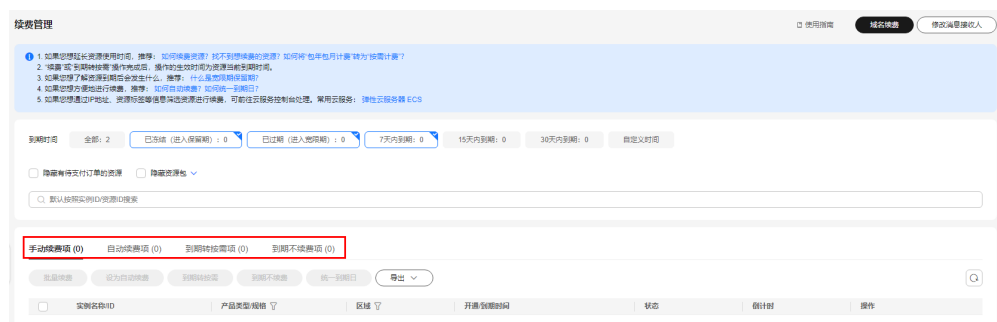 续费管理
使用指南
域名续费
修改消息接收人
1. 如果您想延长资源使用时间，推荐： 如何续费资源？找不到想续费的资源？如何将“包年包月计费”转为“按需计费”？
2. “续费”或“到期转按需”操作完成后，操作的生效时间为资源当前到期时间。
3. 如果您想了解资源到期后会发生什么，推荐： 什么是宽限期保留期？
4. 如果您想方便地进行续费，推荐： 如何自动续费？如何统一到期日？
5. 如果您想通过IP地址、资源标签等信息筛选资源进行续费，可前往云服务控制台处理。常用云服务： 弹性云服务器 ECS
到期时间
全部：2
已冻结（进入保留期）：0
已过期（进入宽限期）：0
7天内到期：0
15天内到期：0
30天内到期：0
自定义时间
隐藏有待支付订单的资源
隐藏资源包
默认按照实例ID/资源ID搜索
手动续费项 (0)
自动续费项 (0)
到期转按需项 (0)
到期不续费项 (0)
批量续费
设为自动续费
到期转按需
到期不续费
统一到期日
导出
实例名称/ID
产品类型/规格
区域
开通/到期时间
状态
倒计时
操作